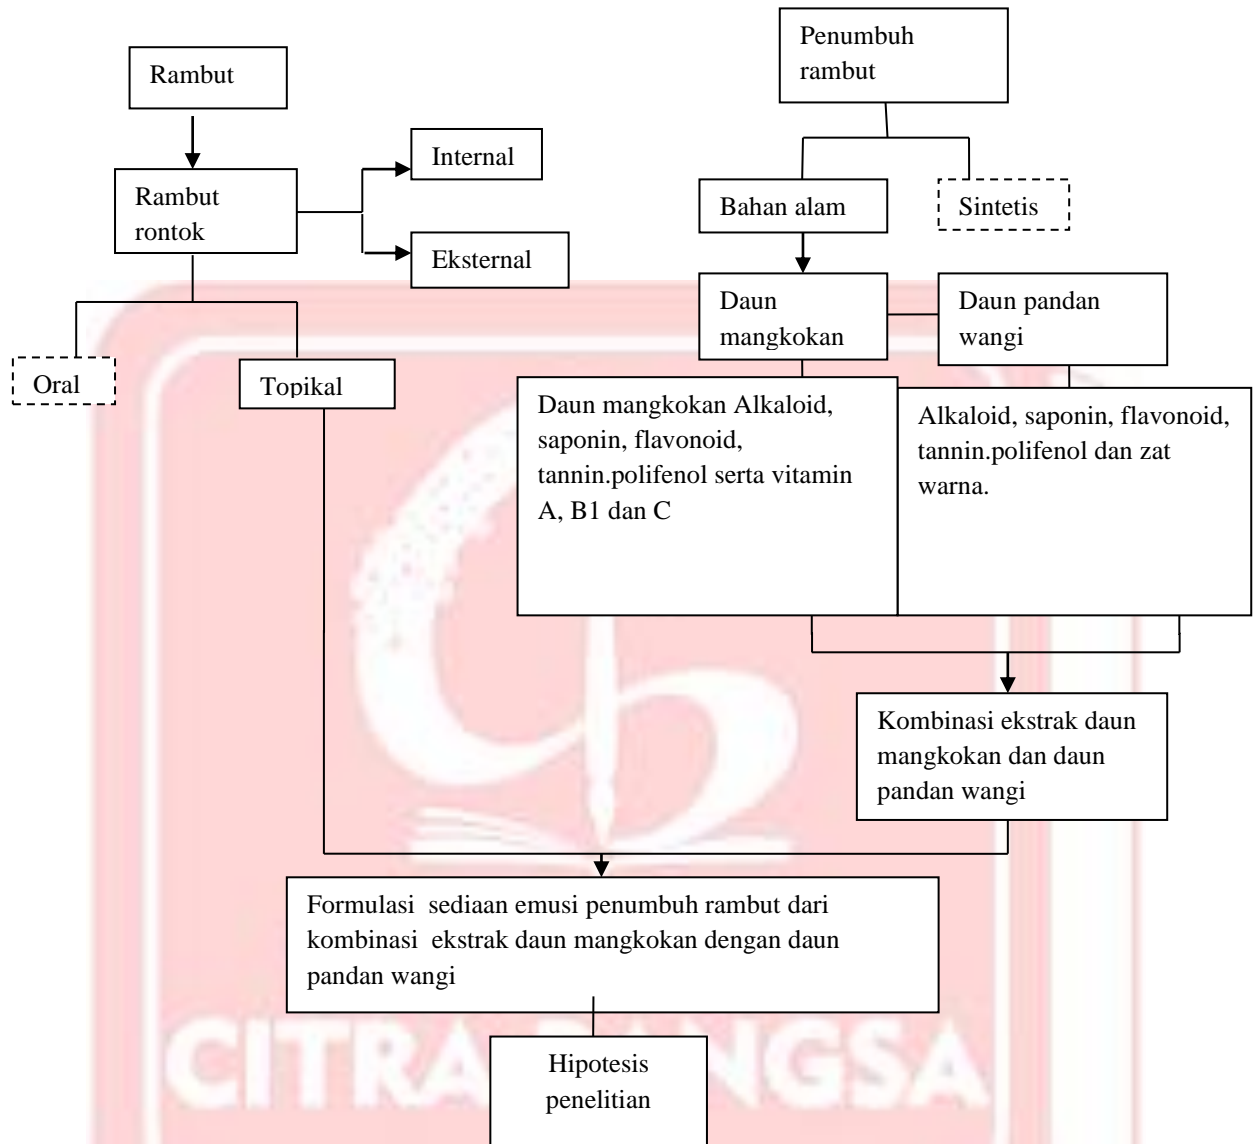 Penumbuh
rambut
Rambut
Internal
Rambut
rontok
Bahan alam
Sintetis
Eksternal
Daun
mangkokan
Daun pandan
wangi
Oral
Topikal
Daun mangkokan Alkaloid,
saponin, flavonoid,
tannin.polifenol serta vitamin
A, B1 dan C
Alkaloid, saponin, flavonoid,
tannin.polifenol dan zat
warna.
Kombinasi ekstrak daun
mangkokan dan daun
pandan wangi
Formulasi sediaan emusi penumbuh rambut dari
kombinasi ekstrak daun mangkokan dengan daun
pandan wangi
CITRA
NGSA
Hipotesis
penelitian